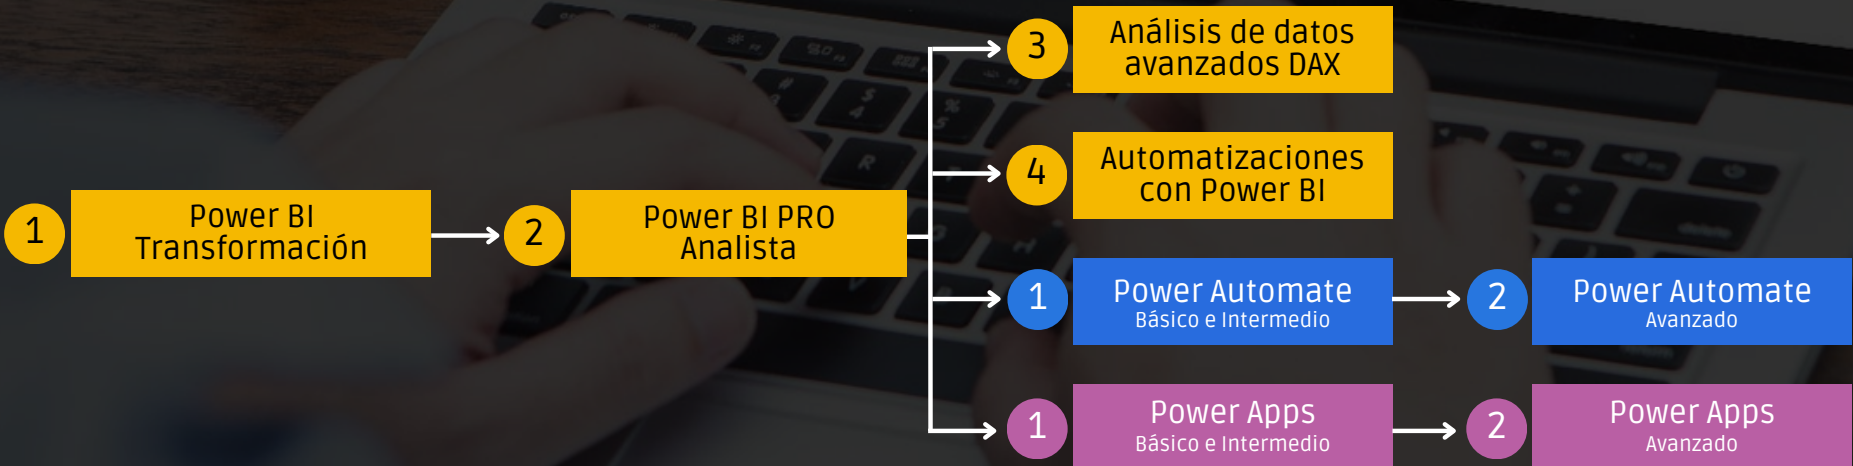 1
Power BI
Transformación
2
Power BI PRO
Analista
3
Análisis de datos
avanzados DAX
4
Automatizaciones
con Power BI
1
Power Automate
Básico e Intermedio
2
Power Automate
Avanzado
1
Power Apps
Básico e Intermedio
2
Power Apps
Avanzado